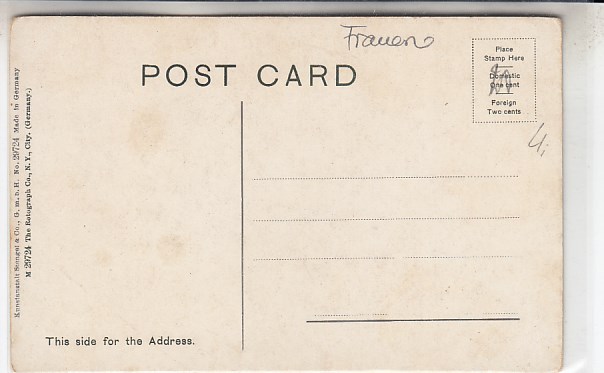 Frauen
POST CARD
Place
Stamp Here
Domestic
One cent
Foreign
Two cents
4,
Kunstanstalt & Co., G. m. b. H. No. 29724 Made in Germany
M 29724 The Rotograph Co., N. Y., City. (Germany.)
This side for the Address.